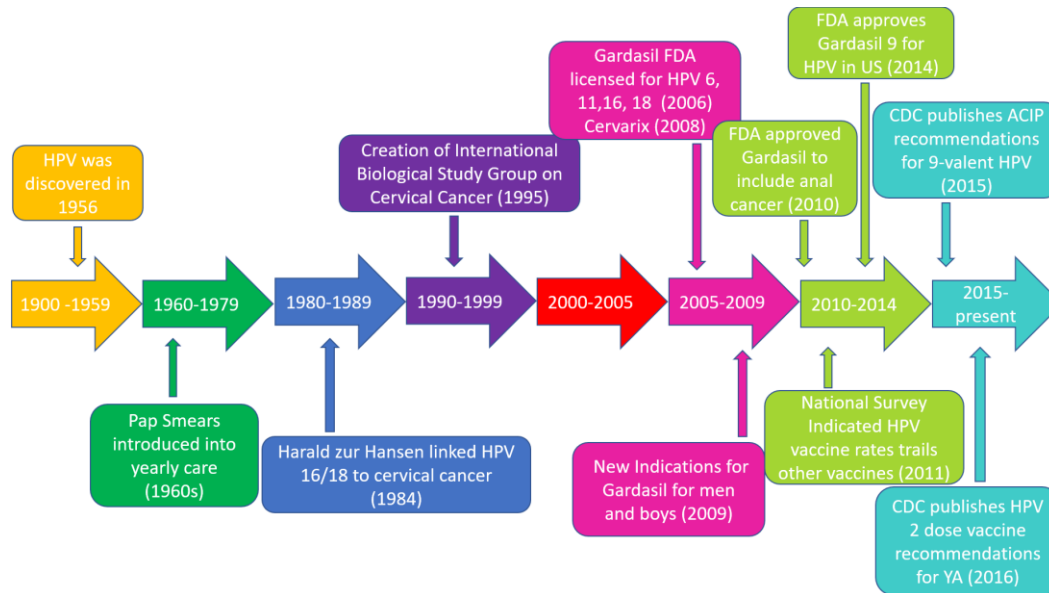 FDA approves
Gardasil 9 for
HPV in US (2014)
Gardasil FDA
licensed for HPV 6,
11,16, 18  (2006)
Cervarix (2008)
CDC publishes ACIP
recommendations
for 9-valent HPV
(2015)
FDA approved
Gardasil to
include anal
cancer (2010)
Creation of International
Biological Study Group on
Cervical Cancer (1995)
HPV was
discovered in
1956
1900 -1959
1960-1979
1980-1989
1990-1999
2000-2005
2005-2009
2010-2014
2015-
present
Pap Smears
introduced into
yearly care
(1960s)
Harald zur Hansen linked HPV
16/18 to cervical cancer
(1984)
New Indications for
Gardasil for men
and boys (2009)
National Survey
Indicated HPV
vaccine rates trails
other vaccines (2011)
CDC publishes HPV
2 dose vaccine
recommendations
for YA (2016)